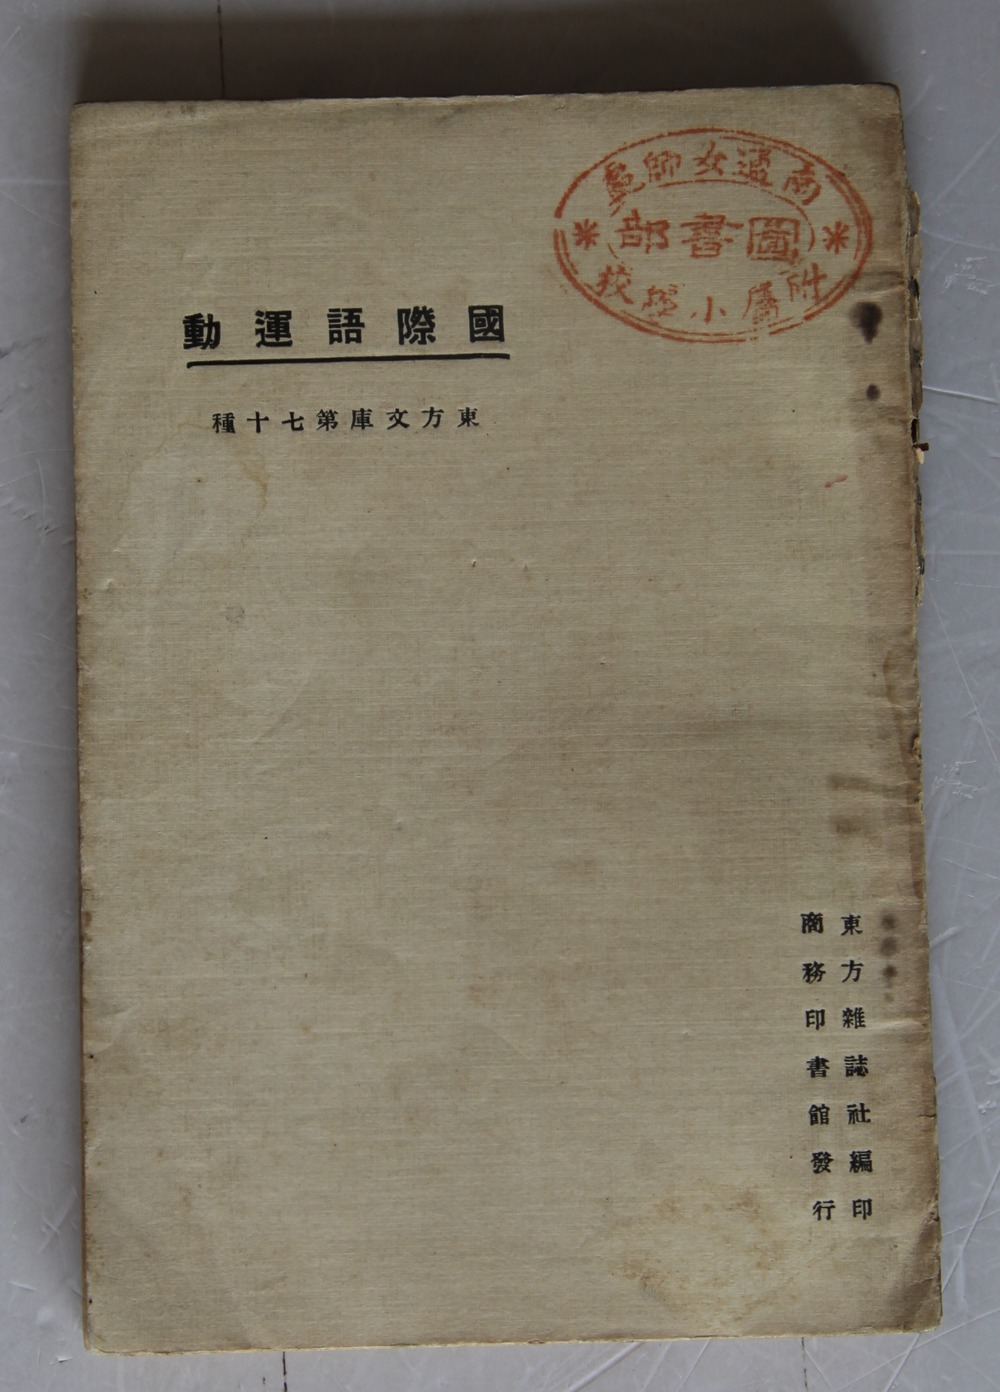 國際語運動
東方文庫第七十種
南通女師範
圖書部
附屬小學校
東方雜誌社編印
商務印書館發行